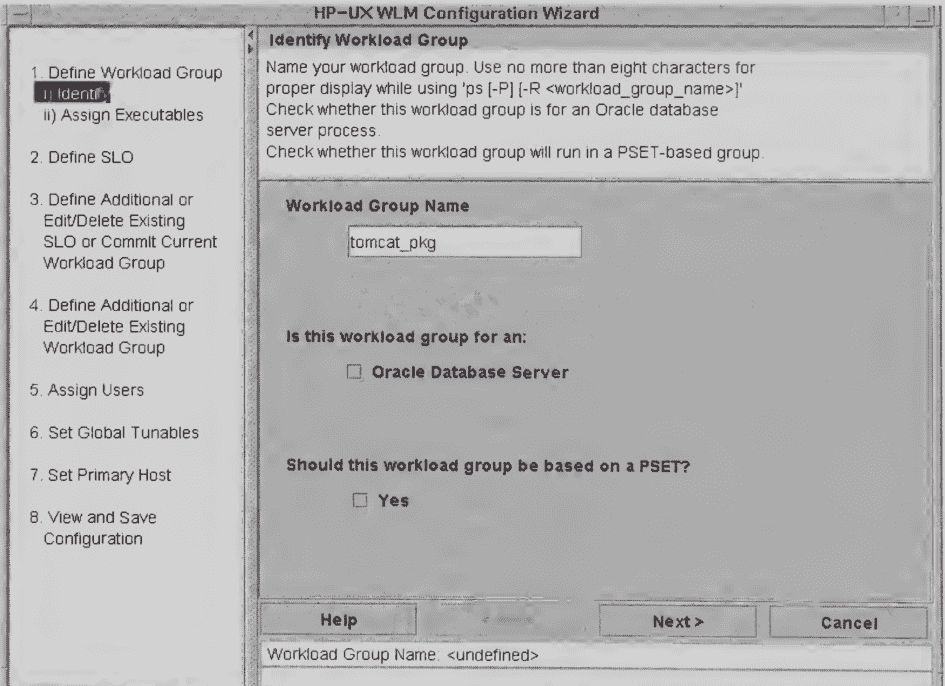 HP-UX WLM Configuration Wizard
1. Define Workload Group
i) Identify
ii) Assign Executables
2. Define SLO
3. Define Additional or
Edit/Delete Existing
SLO or Commit Current
Workload Group
4. Define Additional or
Edit/Delete Existing
Workload Group
5. Assign Users
6. Set Global Tunables
7. Set Primary Host
8. View and Save
Configuration
Identify Workload Group
Name your workload group. Use no more than eight characters for
proper display while using 'ps [-P] [-R <workload_group_name>]'
Check whether this workload group is for an Oracle database
server process.
Check whether this workload group will run in a PSET-based group.
Workload Group Name
tomcat_pkg
Is this workload group for an:
Oracle Database Server
Should this workload group be based on a PSET?
Yes
Help
Next >
Cancel
Workload Group Name: <undefined>